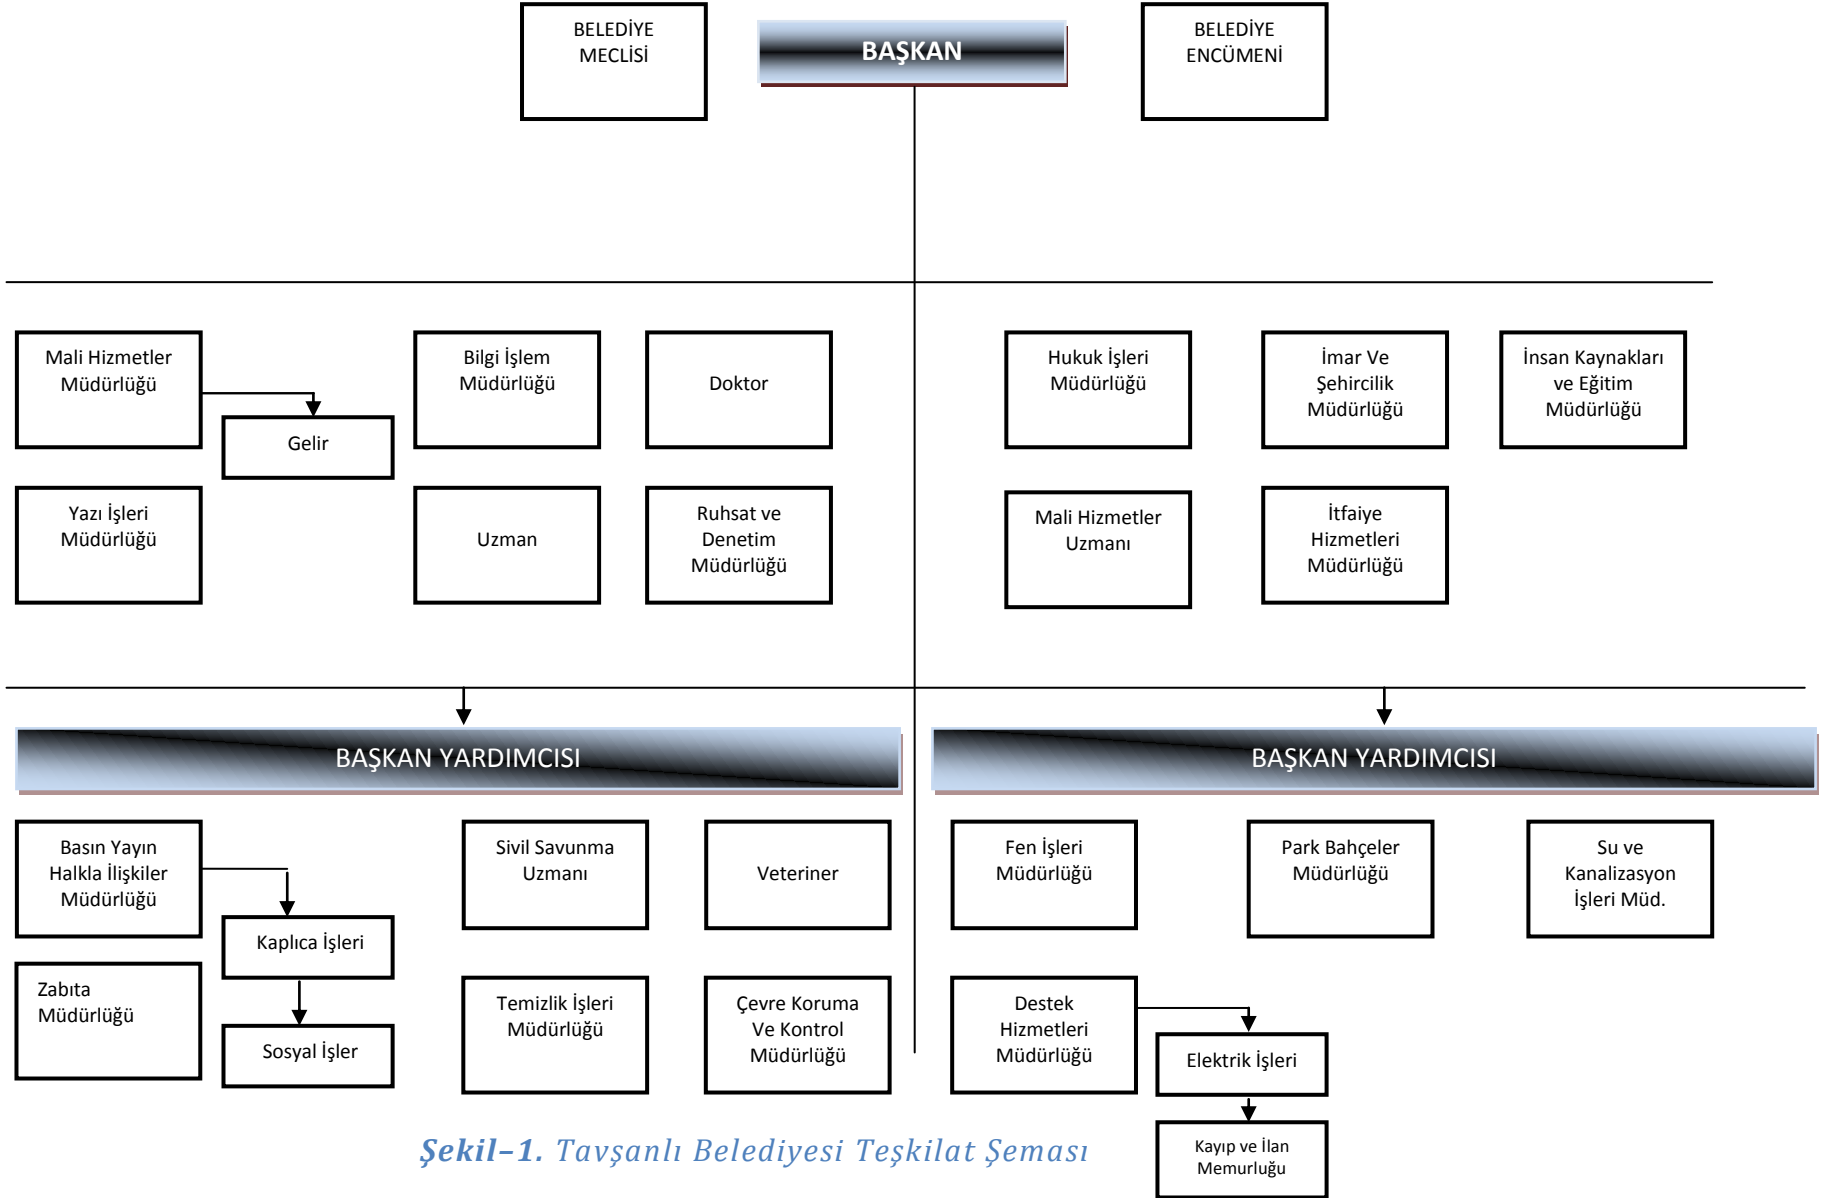 BELEDİYE
MECLİSİ
BAŞKAN
BELEDİYE
ENCÜMENİ
Mali Hizmetler
Müdürlüğü
Gelir
Bilgi İşlem
Müdürlüğü
Doktor
Hukuk İşleri
Müdürlüğü
İmar Ve
Şehircilik
Müdürlüğü
İnsan Kaynakları
ve Eğitim
Müdürlüğü
Yazı İşleri
Müdürlüğü
Uzman
Ruhsat ve
Denetim
Müdürlüğü
Mali Hizmetler
Uzmanı
İtfaiye
Hizmetleri
Müdürlüğü
BAŞKAN YARDIMCISI
BAŞKAN YARDIMCISI
Basın Yayın
Halkla İlişkiler
Müdürlüğü
Kaplıca İşleri
Sosyal İşler
Sivil Savunma
Uzmanı
Veteriner
Fen İşleri
Müdürlüğü
Park Bahçeler
Müdürlüğü
Su ve
Kanalizasyon
İşleri Müd.
Zabıta
Müdürlüğü
Temizlik İşleri
Müdürlüğü
Çevre Koruma
Ve Kontrol
Müdürlüğü
Destek
Hizmetleri
Müdürlüğü
Elektrik İşleri
Kayıp ve İlan
Memurluğu
Şekil–1. Tavşanlı Belediyesi Teşkilat Şeması